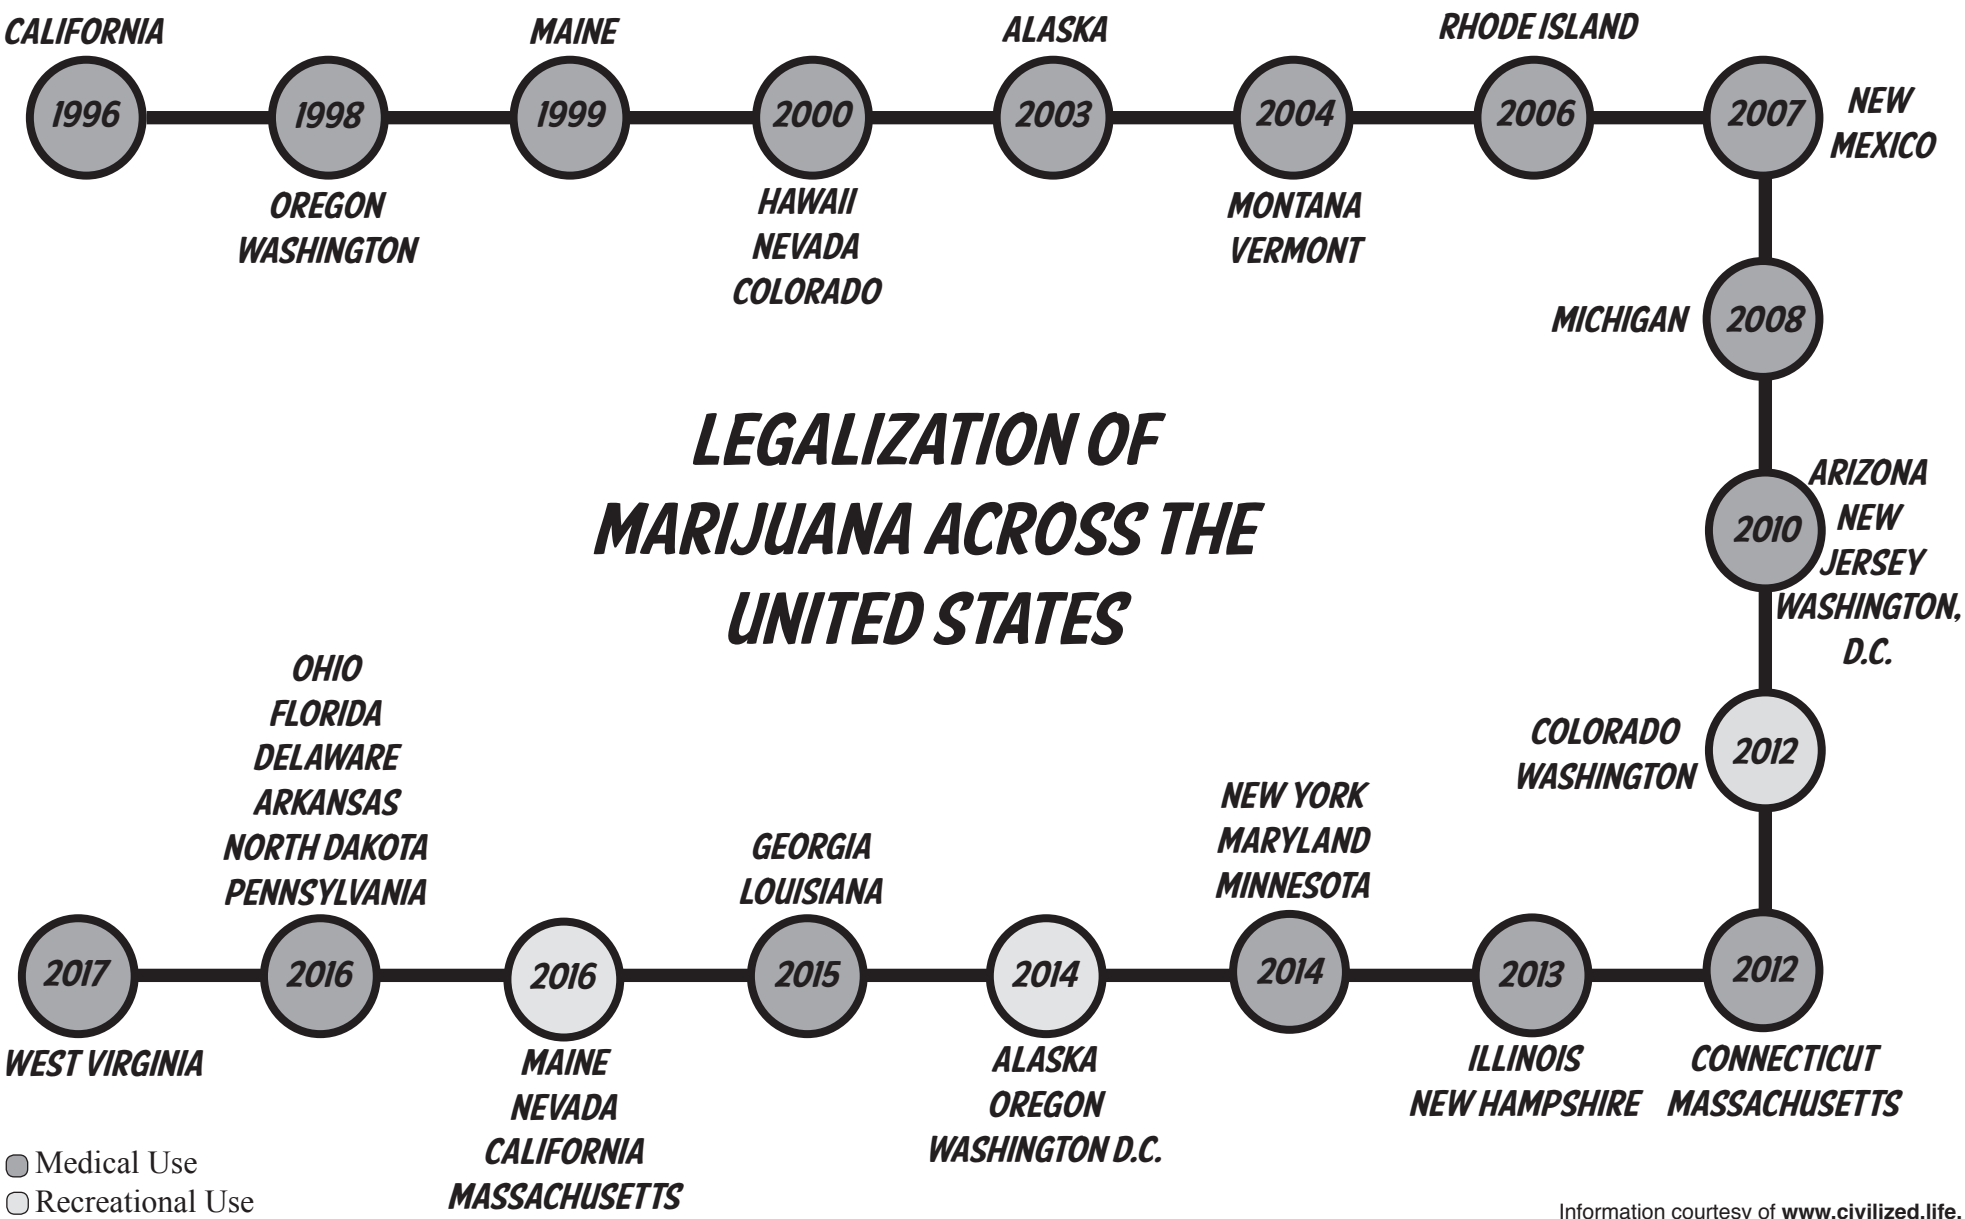 CALIFORNIA
1996
1998
OREGON
WASHINGTON
MAINE
1999
2000
HAWAII
NEVADA
COLORADO
ALASKA
2003
2004
MONTANA
VERMONT
RHODE ISLAND
2006
2007
NEW
MEXICO
MICHIGAN
2008
LEGALIZATION OF
MARIJUANA ACROSS THE
UNITED STATES
2010
ARIZONA
NEW
JERSEY
WASHINGTON,
D.C.
COLORADO
WASHINGTON
2012
2012
CONNECTICUT
MASSACHUSETTS
2013
ILLINOIS
NEW HAMPSHIRE
NEW YORK
MARYLAND
MINNESOTA
2014
2014
ALASKA
OREGON
WASHINGTON D.C.
GEORGIA
LOUISIANA
2015
2016
MAINE
NEVADA
CALIFORNIA
MASSACHUSETTS
OHIO
FLORIDA
DELAWARE
ARKANSAS
NORTH DAKOTA
PENNSYLVANIA
2016
2017
WEST VIRGINIA
Medical Use
Recreational Use
Information courtesy of www.civilized.life.